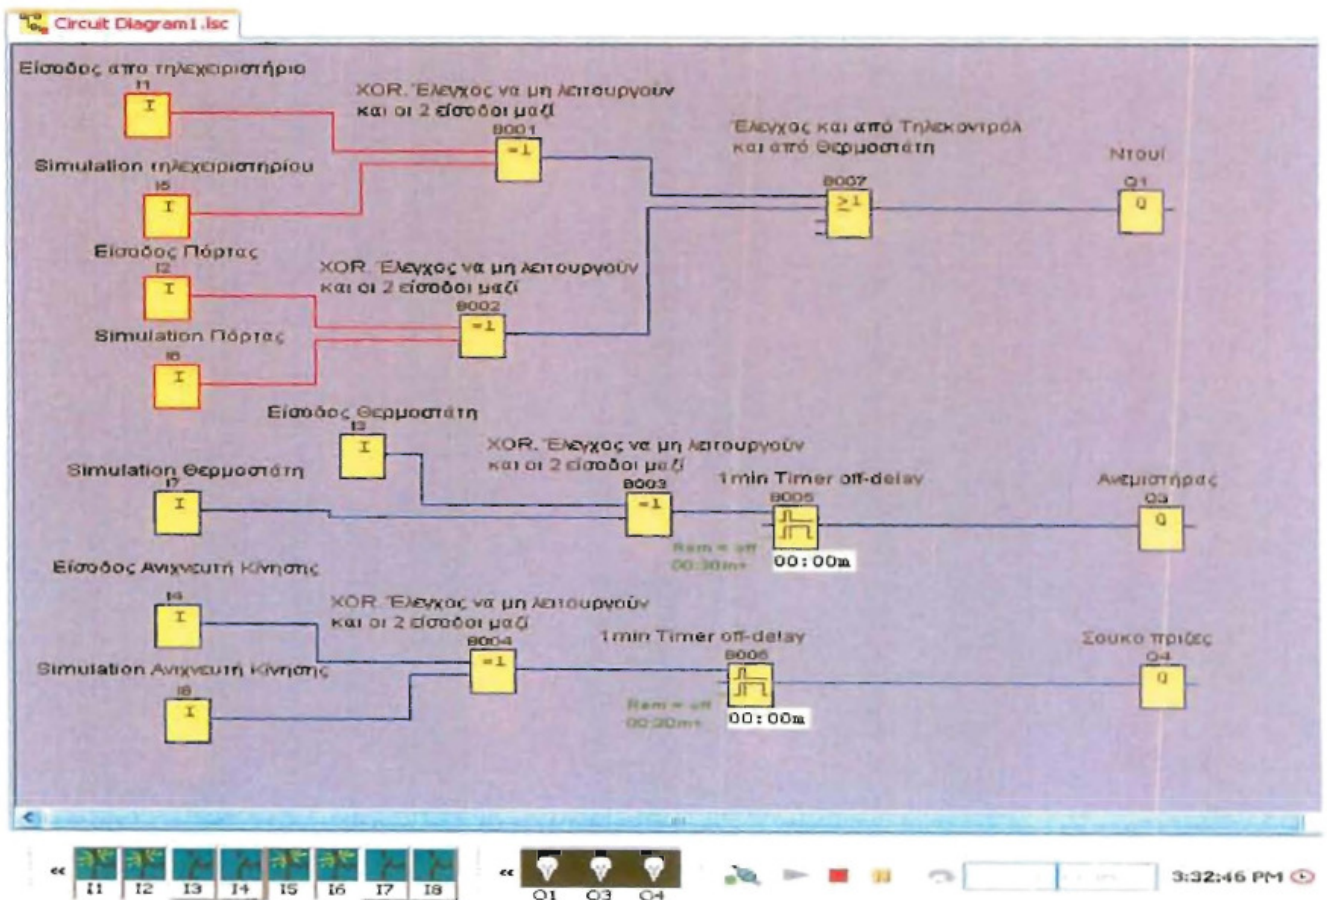 Circuit Diagram1.lsc
Είσοδος απο τηλεχειριστήριο
I1
I
XOR. Έλεγχος να μη λειτουργούν
και οι 2 είσοδοι μαζί
B001
=1
Simulation τηλεχειριστηρίου
I5
I
Έλεγχος και από Τηλεκοντρόλ
και από Θερμοστάτη
B007
≥1
Ντουί
Q1
Q
Είσοδος Πόρτας
I2
I
XOR. Έλεγχος να μη λειτουργούν
και οι 2 είσοδοι μαζί
B002
=1
Simulation Πόρτας
I6
I
Είσοδος Θερμοστάτη
I3
I
XOR. Έλεγχος να μη λειτουργούν
και οι 2 είσοδοι μαζί
B003
=1
Simulation Θερμοστάτη
I7
I
1min Timer off-delay
B005
Rem = off
00:30m+
00:00m
Ανεμιστήρας
Q3
Q
Είσοδος Ανιχνευτή Κίνησης
I4
I
XOR. Έλεγχος να μη λειτουργούν
και οι 2 είσοδοι μαζί
B004
=1
Simulation Ανιχνευτή Κίνησης
I8
I
1min Timer off-delay
B006
Rem = off
00:00m
Σουκο πριζες
Q4
Q
I1 I2 I3 I4 I5 I6 I7 I8
Q1 Q3 Q4
3:32:46 PM